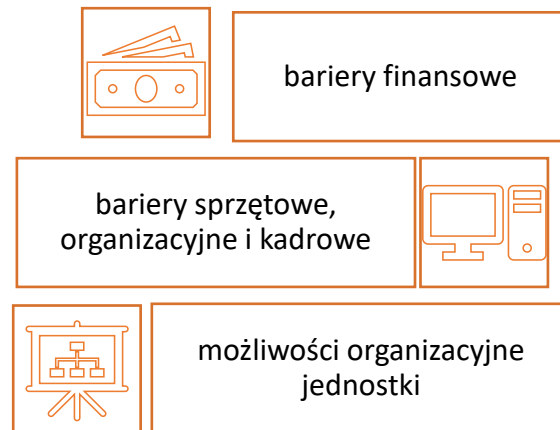 bariery finansowe
bariery sprzętowe,
organizacyjne i kadrowe
możliwości organizacyjne
jednostki